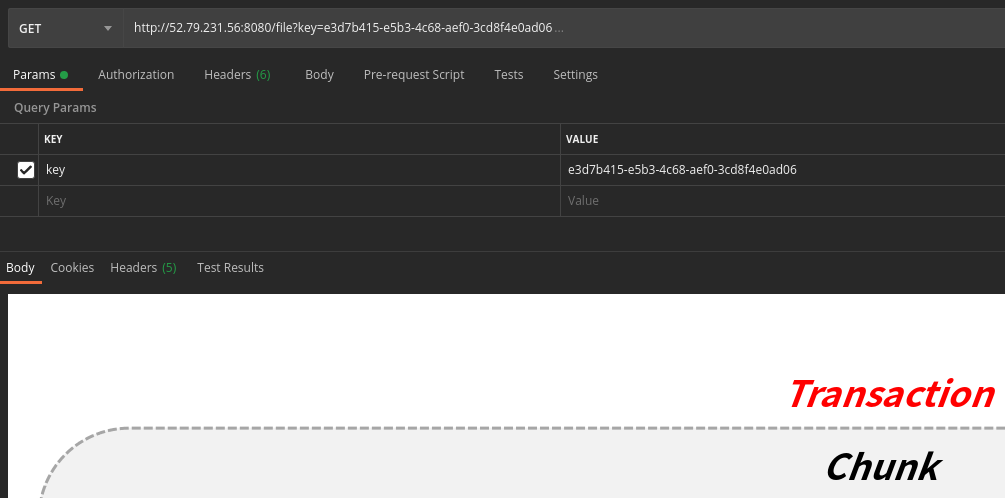 GET http://52.79.231.56:8080/file?key=e3d7b415-e5b3-4c68-aef0-3cd8f4e0ad06 ...
Params Authorization Headers (6) Body Pre-request Script Tests Settings
Query Params
KEY VALUE
key e3d7b415-e5b3-4c68-aef0-3cd8f4e0ad06
Key Value
Body Cookies Headers (5) Test Results
Transaction
Chunk